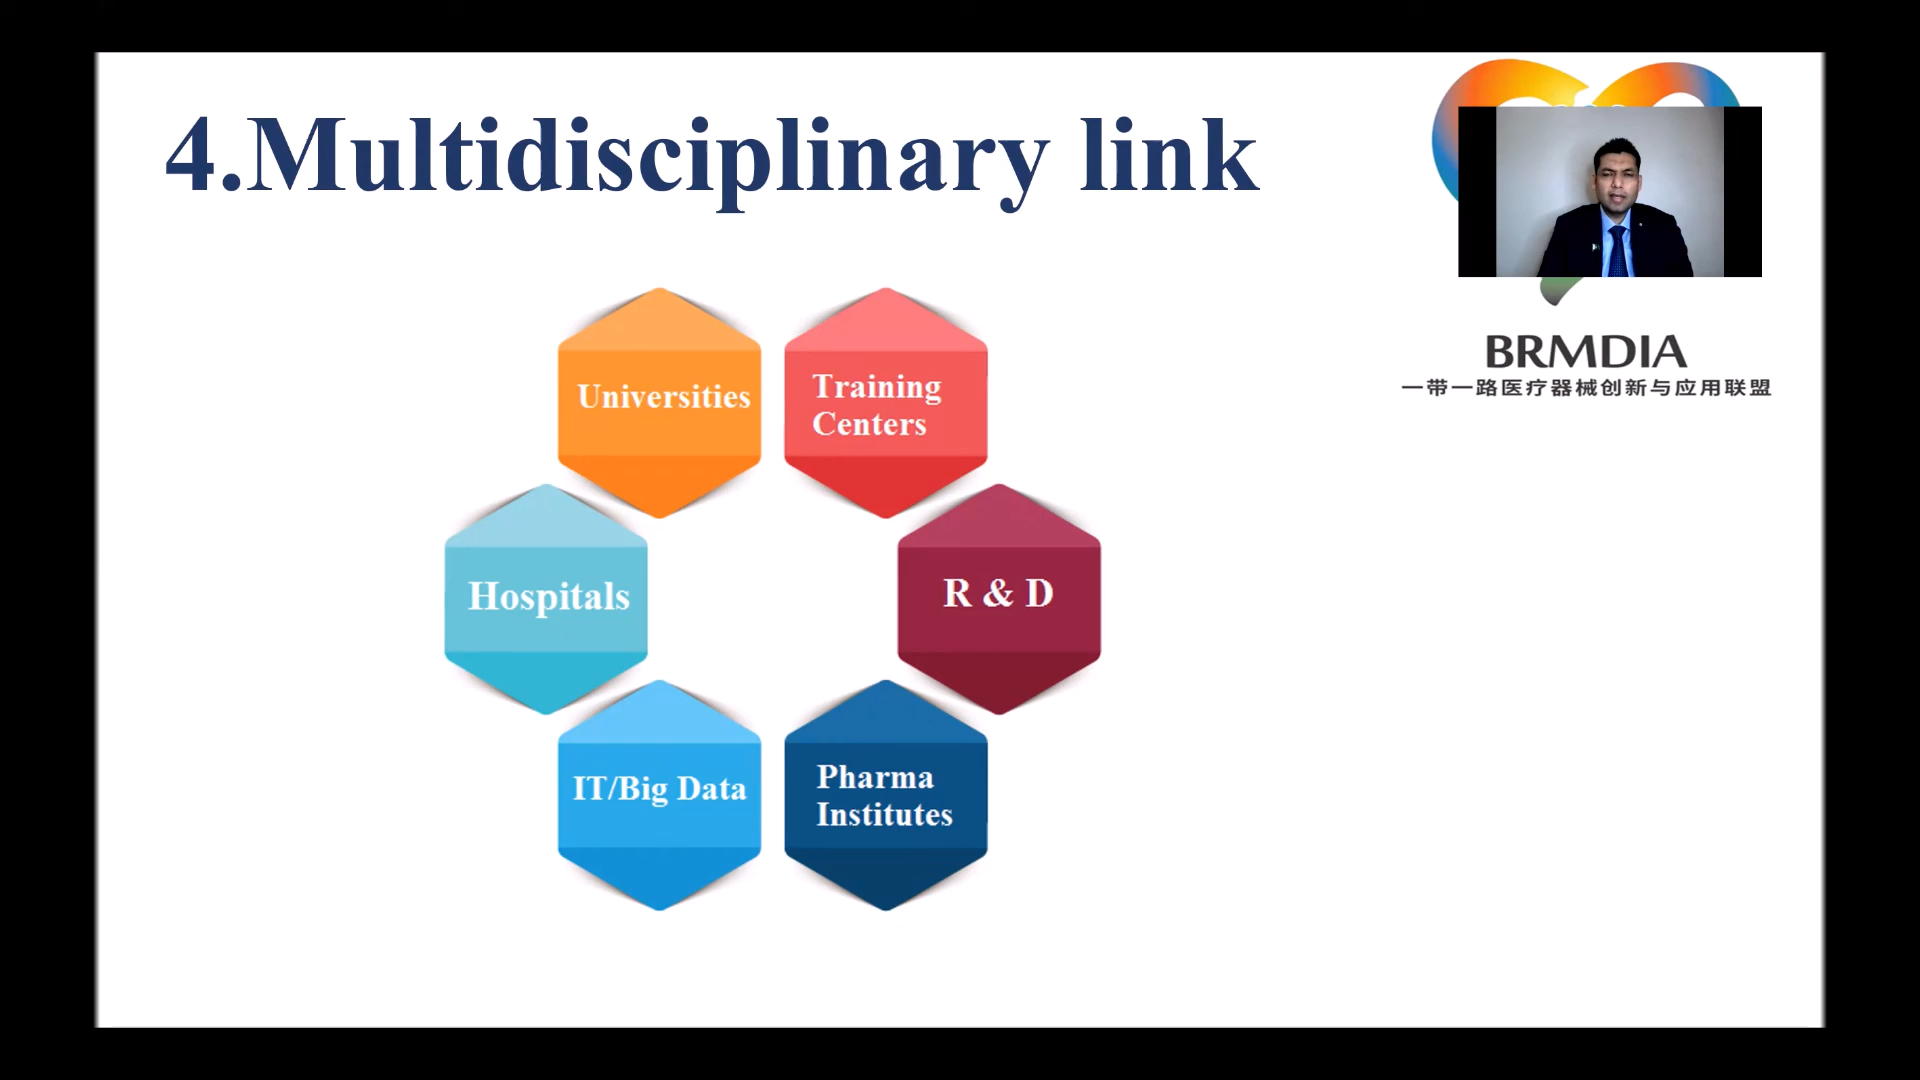 4.Multidisciplinary link
BRMDIA
一带一路医疗器械创新与应用联盟
Universities
Training
Centers
Hospitals
R & D
IT/Big Data
Pharma
Institutes